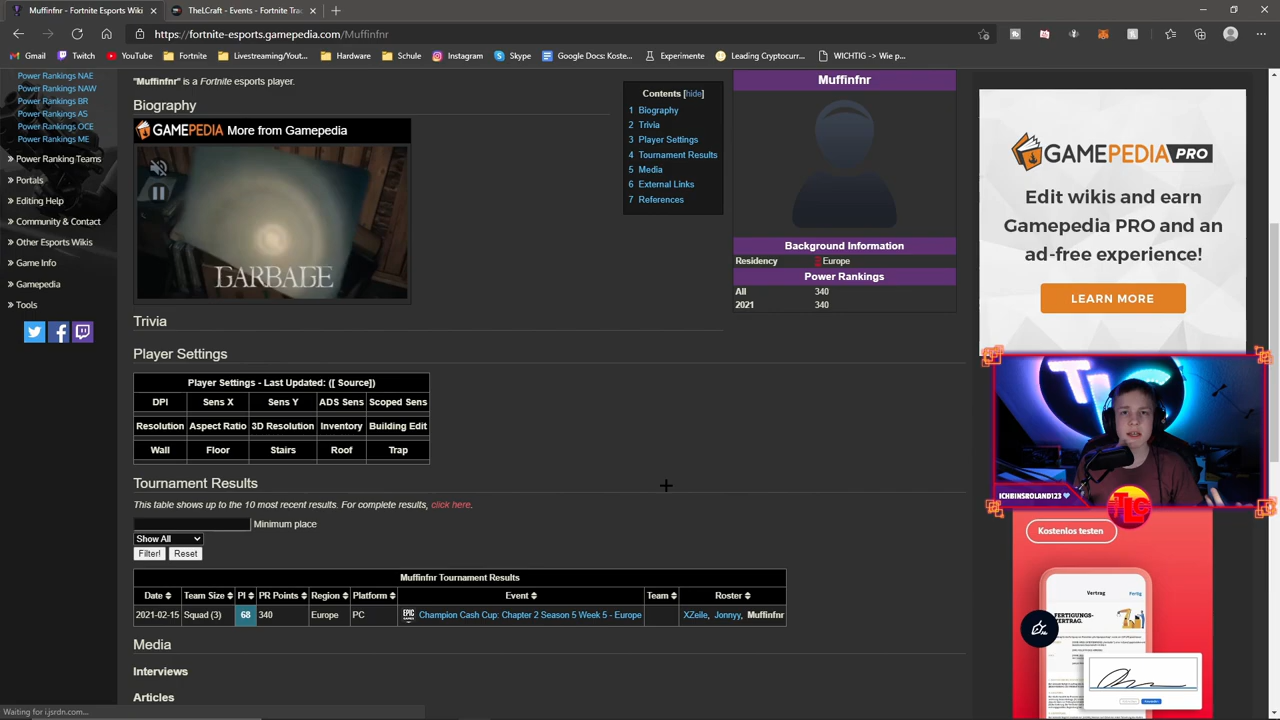 Muffinfnr - Fortnite Esports Wiki
TheLCraft - Events - Fortnite Trac
https://fortnite-esports.gamepedia.com/Muffinfnr
Gmail
Twitch
YouTube
Fortnite
Livestreaming/You...
Hardware
Schule
Instagram
Skype
Google Docs: Koste...
Experimente
Leading Cryptocurr...
WICHTIG -> Wie p...
Power Rankings NAE
Power Rankings NAW
Power Rankings BR
Power Rankings AS
Power Rankings OCE
Power Rankings ME
Power Ranking Teams
Portals
Editing Help
Community & Contact
Other Esports Wikis
Game Info
Gamepedia
Tools
"Muffinfnr" is a Fortnite esports player.
Biography
GAMEPEDIA More from Gamepedia
GARBAGE
Contents [hide]
1 Biography
2 Trivia
3 Player Settings
4 Tournament Results
5 Media
6 External Links
7 References
Muffinfnr
Background Information
Residency Europe
Power Rankings
All 340
2021 340
Trivia
Player Settings
Player Settings - Last Updated: ([ Source])
DPI Sens X Sens Y ADS Sens Scoped Sens
Resolution Aspect Ratio 3D Resolution Inventory Building Edit
Wall Floor Stairs Roof Trap
Tournament Results
This table shows up to the 10 most recent results. For complete results, click here.
Minimum place
Show All
Filter! Reset
Muffinfnr Tournament Results
Date Team Size Pl PR Points Region Platform Event Team Roster
2021-02-15 Squad (3) 68 340 Europe PC EPIC GAMES Champion Cash Cup: Chapter 2 Season 5 Week 5 - Europe XZeile, Jonnyy, Muffinfnr
Media
Interviews
Articles
Waiting for i.jsrdn.com...
GAMEPEDIA PRO
Edit wikis and earn
Gamepedia PRO and an
ad-free experience!
LEARN MORE
ICHBINSROLAND123
TLC
Kostenlos testen
Vertrag Fertig
FERTIGUNGS-
VERTRAG.